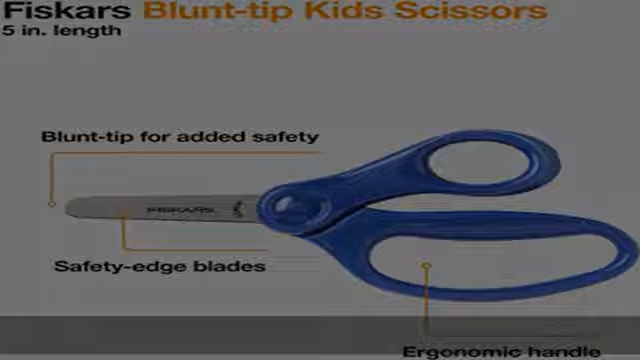 Fiskars Blunt-tip Kids Scissors
5 in. length
Blunt-tip for added safety
FISKARS
Safety-edge blades
Ergonomic handle